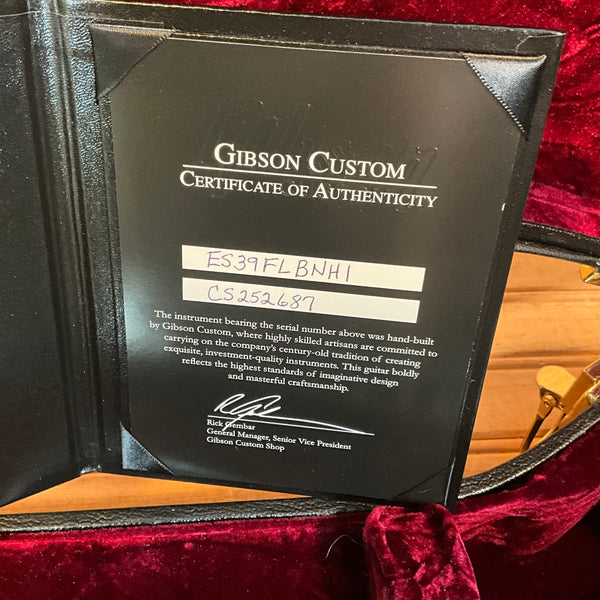 GIBSON CUSTOM
CERTIFICATE OF AUTHENTICITY
ES39FLBNH1
CS252687
The instrument bearing the serial number above was hand-built
by Gibson Custom, where highly skilled artisans are committed to
carrying on the company's century-old tradition of creating
exquisite, investment-quality instruments. This guitar boldly
reflects the highest standards of imaginative design
and masterful craftsmanship.
Rick Gembar
General Manager, Senior Vice President
Gibson Custom Shop